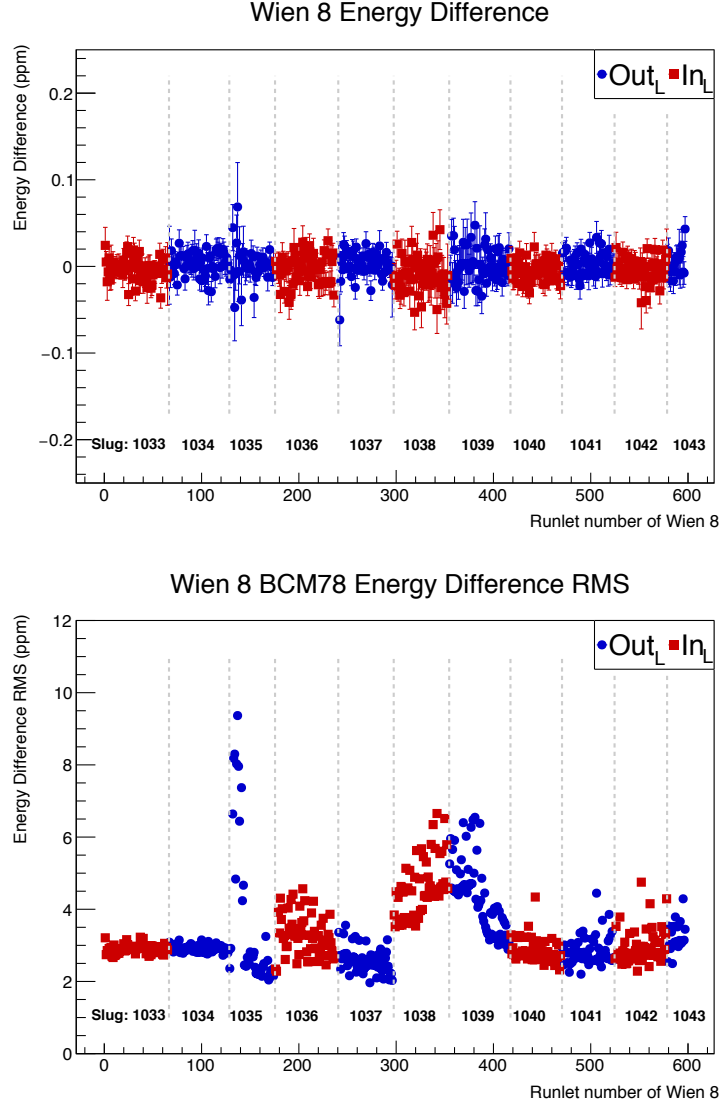 Wien 8 Energy Difference
Energy Difference (ppm)
Out_L In_L
0.2
0.1
0
−0.1
−0.2
Slug: 1033 1034 1035 1036 1037 1038 1039 1040 1041 1042 1043
0 100 200 300 400 500 600
Runlet number of Wien 8
Wien 8 BCM78 Energy Difference RMS
Energy Difference RMS (ppm)
Out_L In_L
12
10
8
6
4
2
Slug: 1033 1034 1035 1036 1037 1038 1039 1040 1041 1042 1043
0
0 100 200 300 400 500 600
Runlet number of Wien 8